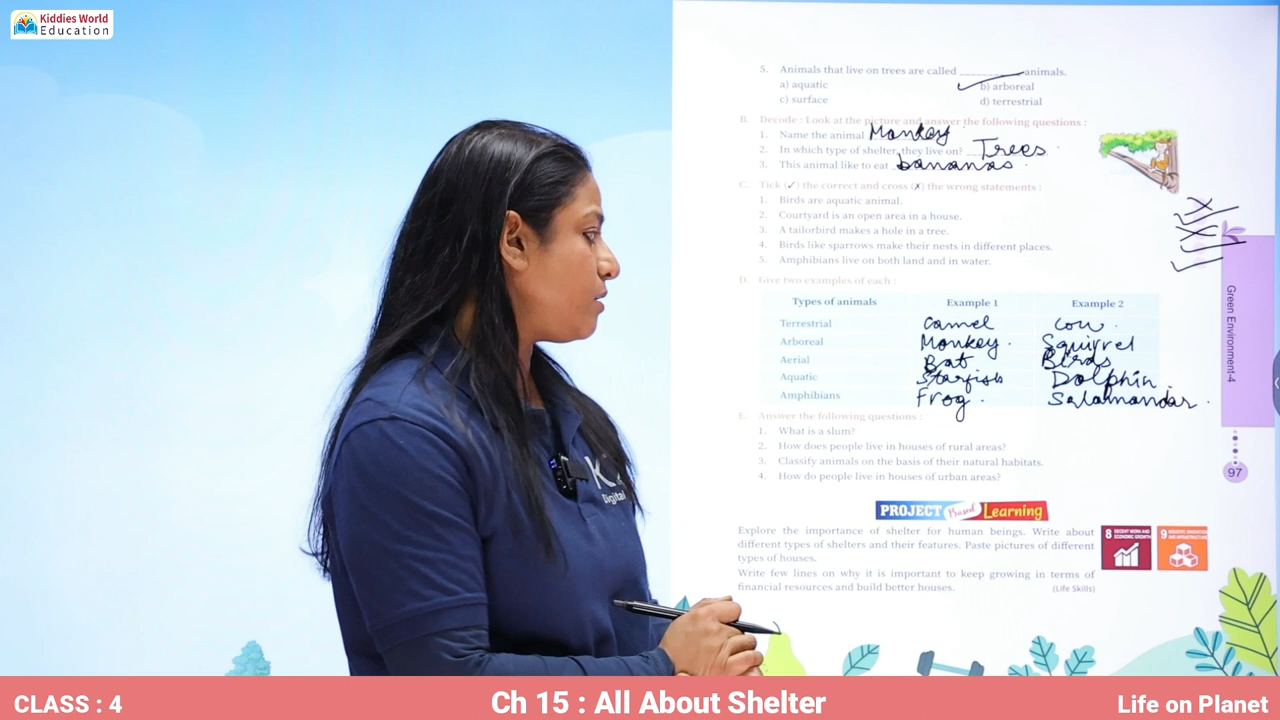 Kiddies World
Education
5. Animals that live on trees are called ________ animals.
a) aquatic b) arboreal
c) surface d) terrestrial
B. Decode : Look at the picture and answer the following questions :
1. Name the animal Monkey
2. In which type of shelter, they live on? Trees
3. This animal like to eat bananas
C. Tick (✓) the correct and cross (✗) the wrong statements :
1. Birds are aquatic animal.
2. Courtyard is an open area in a house.
3. A tailorbird makes a hole in a tree.
4. Birds like sparrows make their nests in different places.
5. Amphibians live on both land and in water.
D. Give two examples of each :
Types of animals Example 1 Example 2
Terrestrial Camel Cow
Arboreal Monkey Squirrel
Aerial Bat Birds
Aquatic Starfish Dolphin
Amphibians Frog Salamandar
Green Environment-4
97
E. Answer the following questions :
1. What is a slum?
2. How does people live in houses of rural areas?
3. Classify animals on the basis of their natural habitats.
4. How do people live in houses of urban areas?
PROJECT Based Learning
Explore the importance of shelter for human beings. Write about
different types of shelters and their features. Paste pictures of different
types of houses.
Write few lines on why it is important to keep growing in terms of
financial resources and build better houses. (Life Skills)
8 DECENT WORK AND
ECONOMIC GROWTH
9
Digital
CLASS : 4
Ch 15 : All About Shelter
Life on Planet